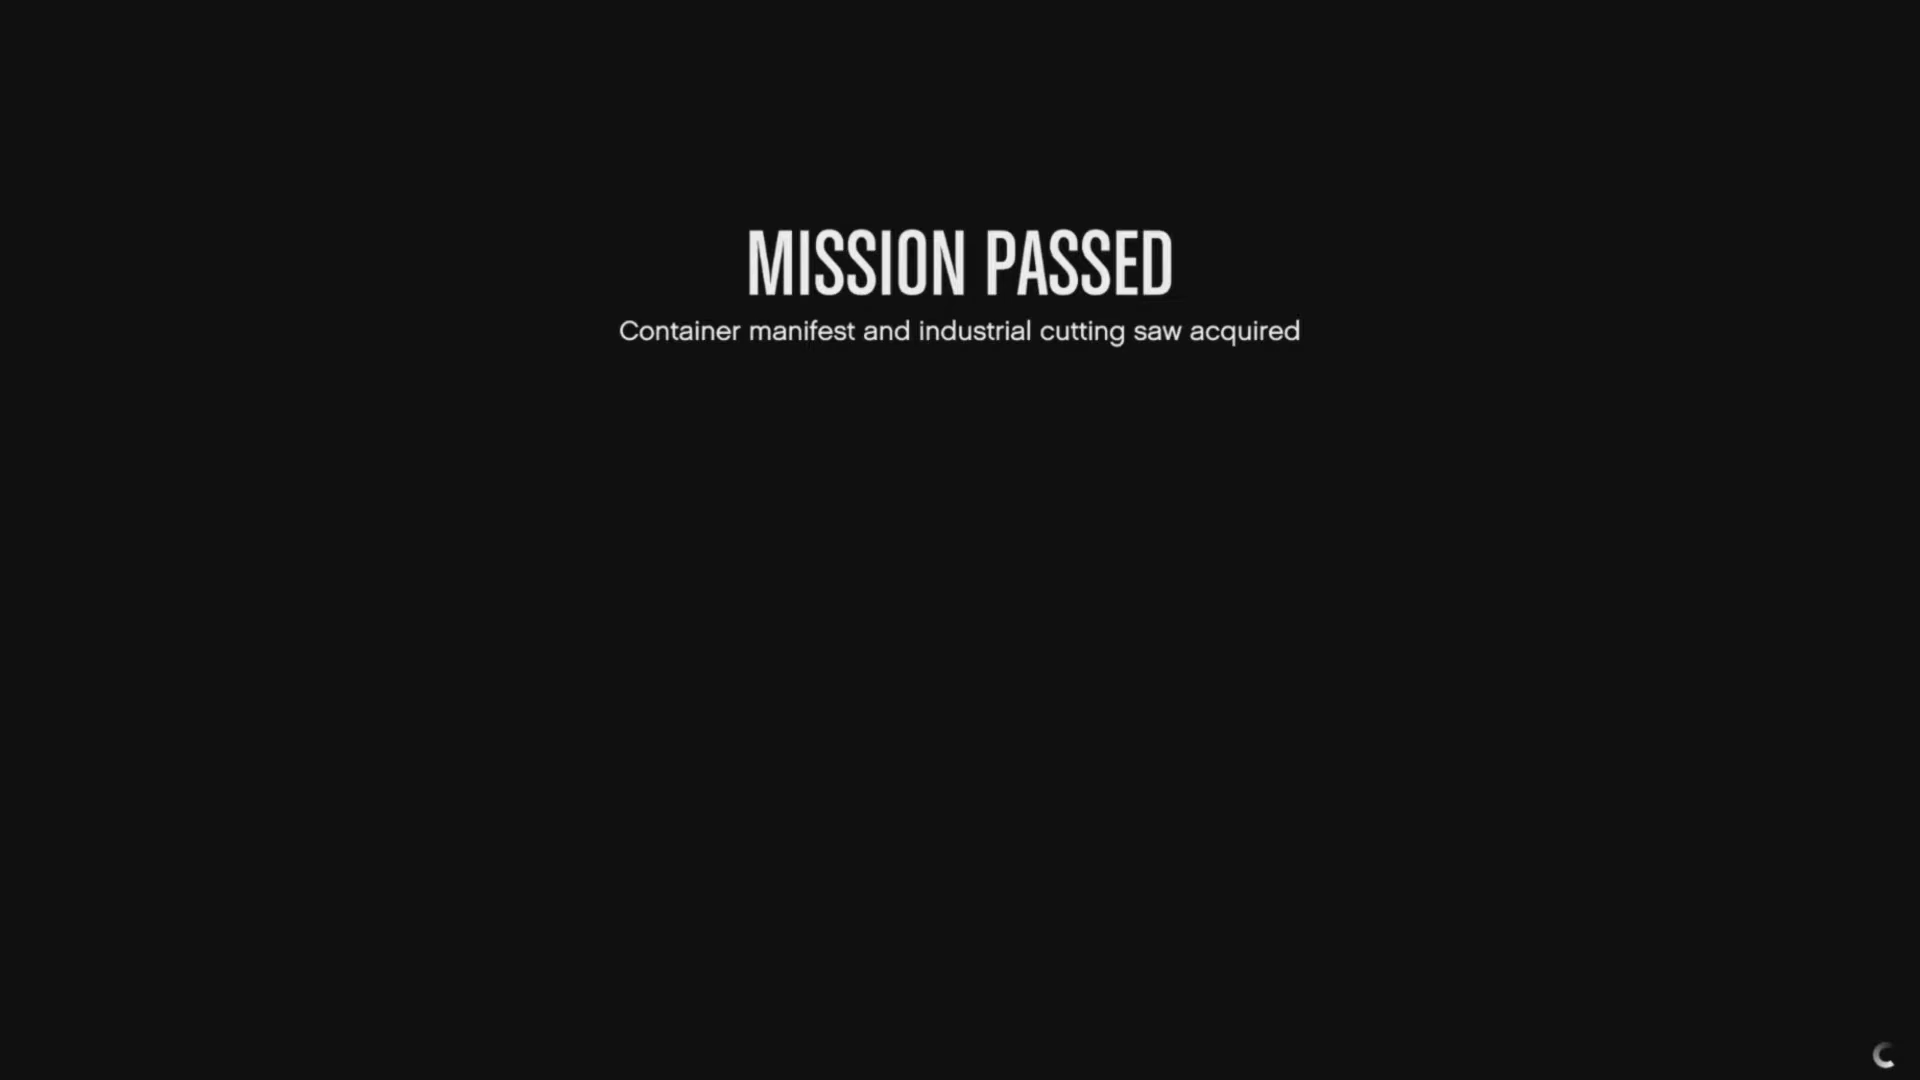 MISSION PASSED
Container manifest and industrial cutting saw acquired